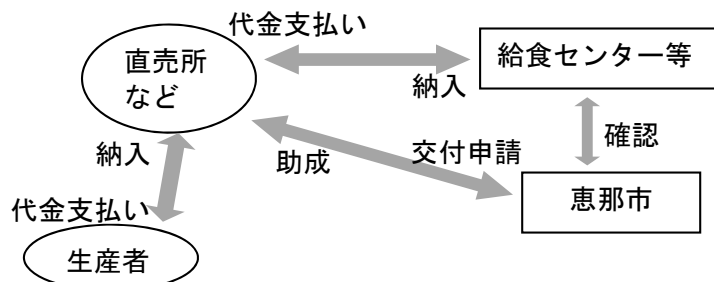 代金支払い
直売所
など
給食センター等
納入
納入
確認
助成
交付申請
恵那市
代金支払い
生産者